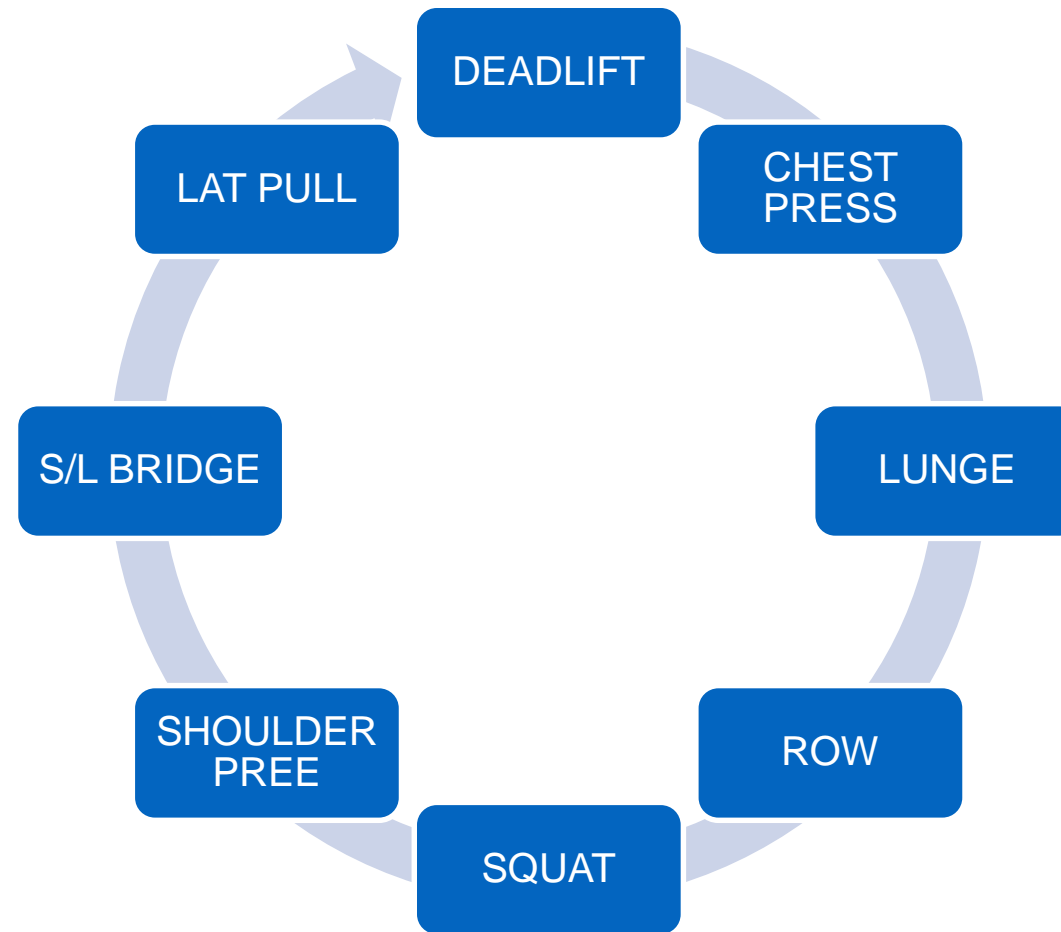 DEADLIFT
CHEST
PRESS
LUNGE
ROW
SQUAT
SHOULDER
PREE
S/L BRIDGE
LAT PULL